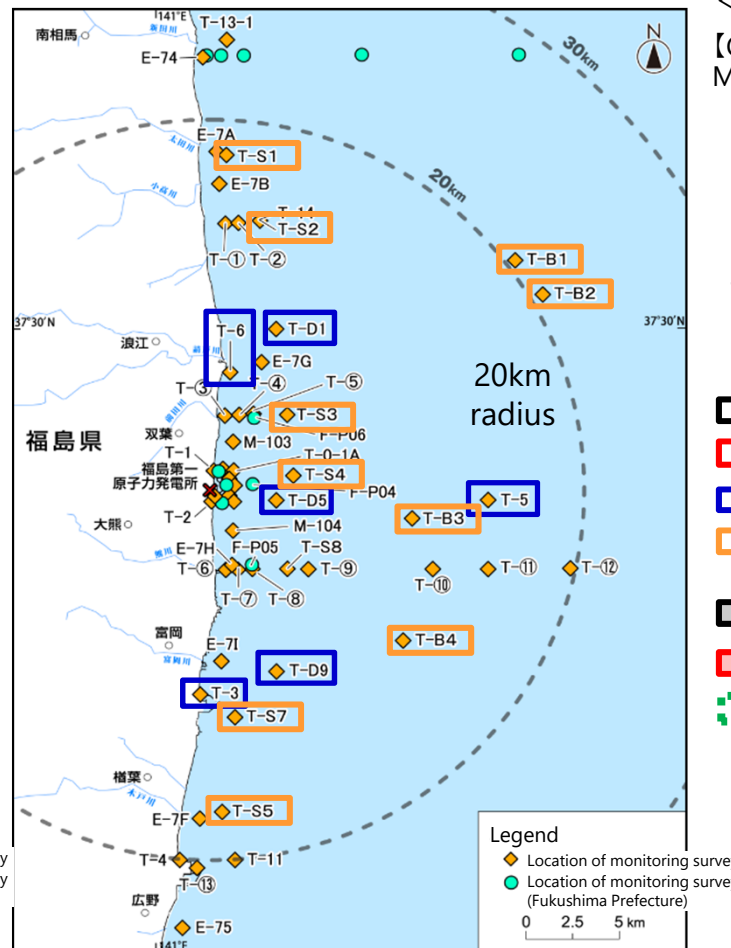 141°E
T-13-1
新田川
南相馬
E-74
N
30km
【
M
E-7A
太田川
T-S1
20km
小高川
E-7B
T-14
T-S2
T-① T-②
T-B1
T-B2
37°30'N
37°30'N
T-6
T-D1
浪江
請戸川
E-7G
20km
radius
T-③
T-④
T-⑤
T-S3
前田川
双葉
F-P06
福島県
M-103
T-1
T-0-1A
福島第一
原子力発電所
T-S4
F-P04
T-D5
T-5
T-2
T-B3
大熊
M-104
熊川
E-7H
F-P05
T-S8
T-⑥
T-⑨
T-⑩
T-⑪
T-⑫
T-⑦
T-⑧
富岡
E-7I
T-B4
富岡川
T-D9
T-3
T-S7
楢葉
木戸川
T-S5
E-7F
y
y
T=4
T=11
T-⑬
広野
E-75
141°E
Legend
Location of monitoring surve
Location of monitoring surve
(Fukushima Prefecture)
0 2.5 5 km